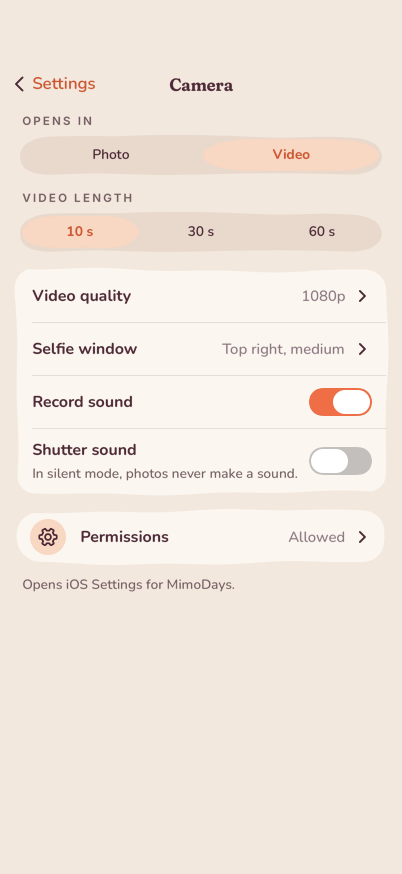 Settings
Camera
OPENS IN
Photo
Video
VIDEO LENGTH
10 s
30 s
60 s
Video quality
1080p
Selfie window
Top right, medium
Record sound
Shutter sound
In silent mode, photos never make a sound.
Permissions
Allowed
Opens iOS Settings for MimoDays.